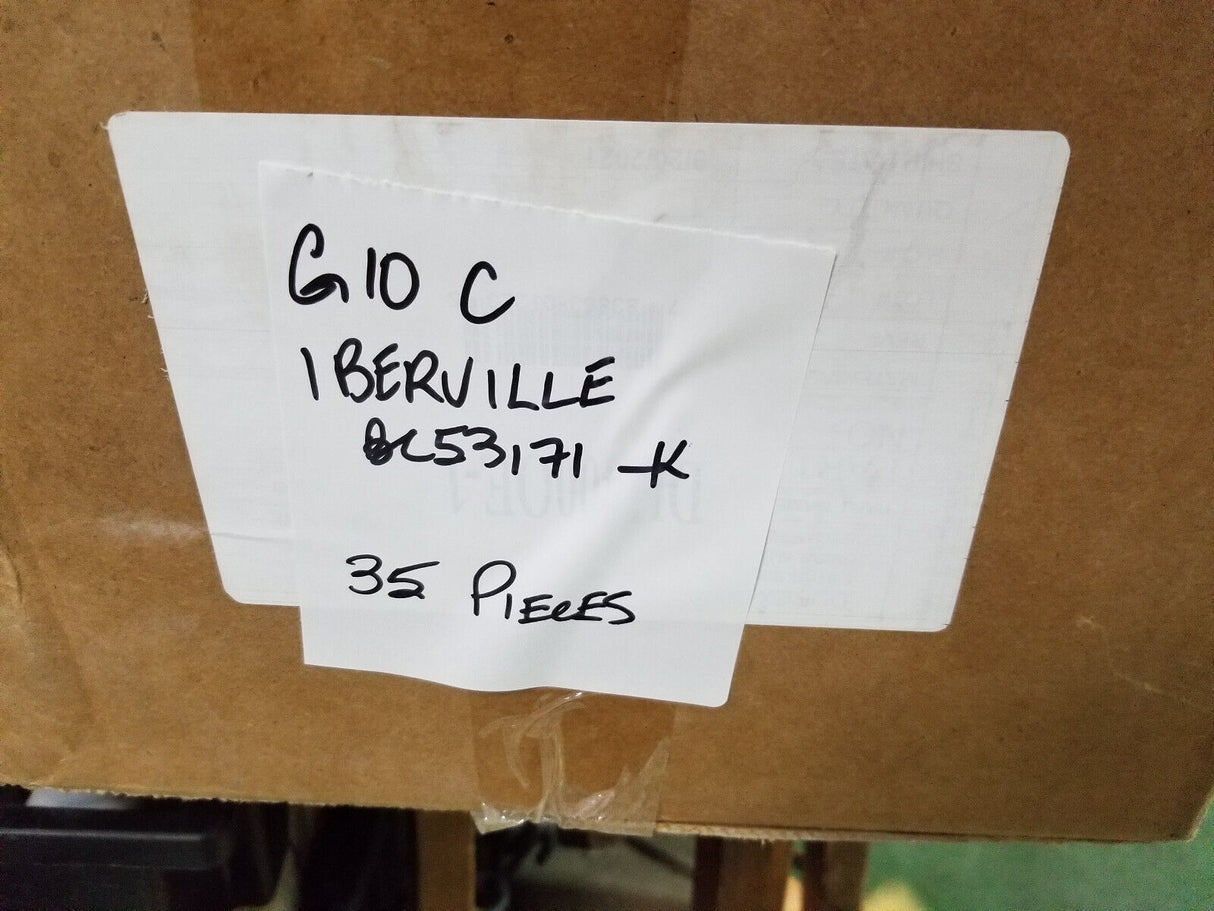 G10 C
IBERVILLE
BC53171-K
35 PIECES